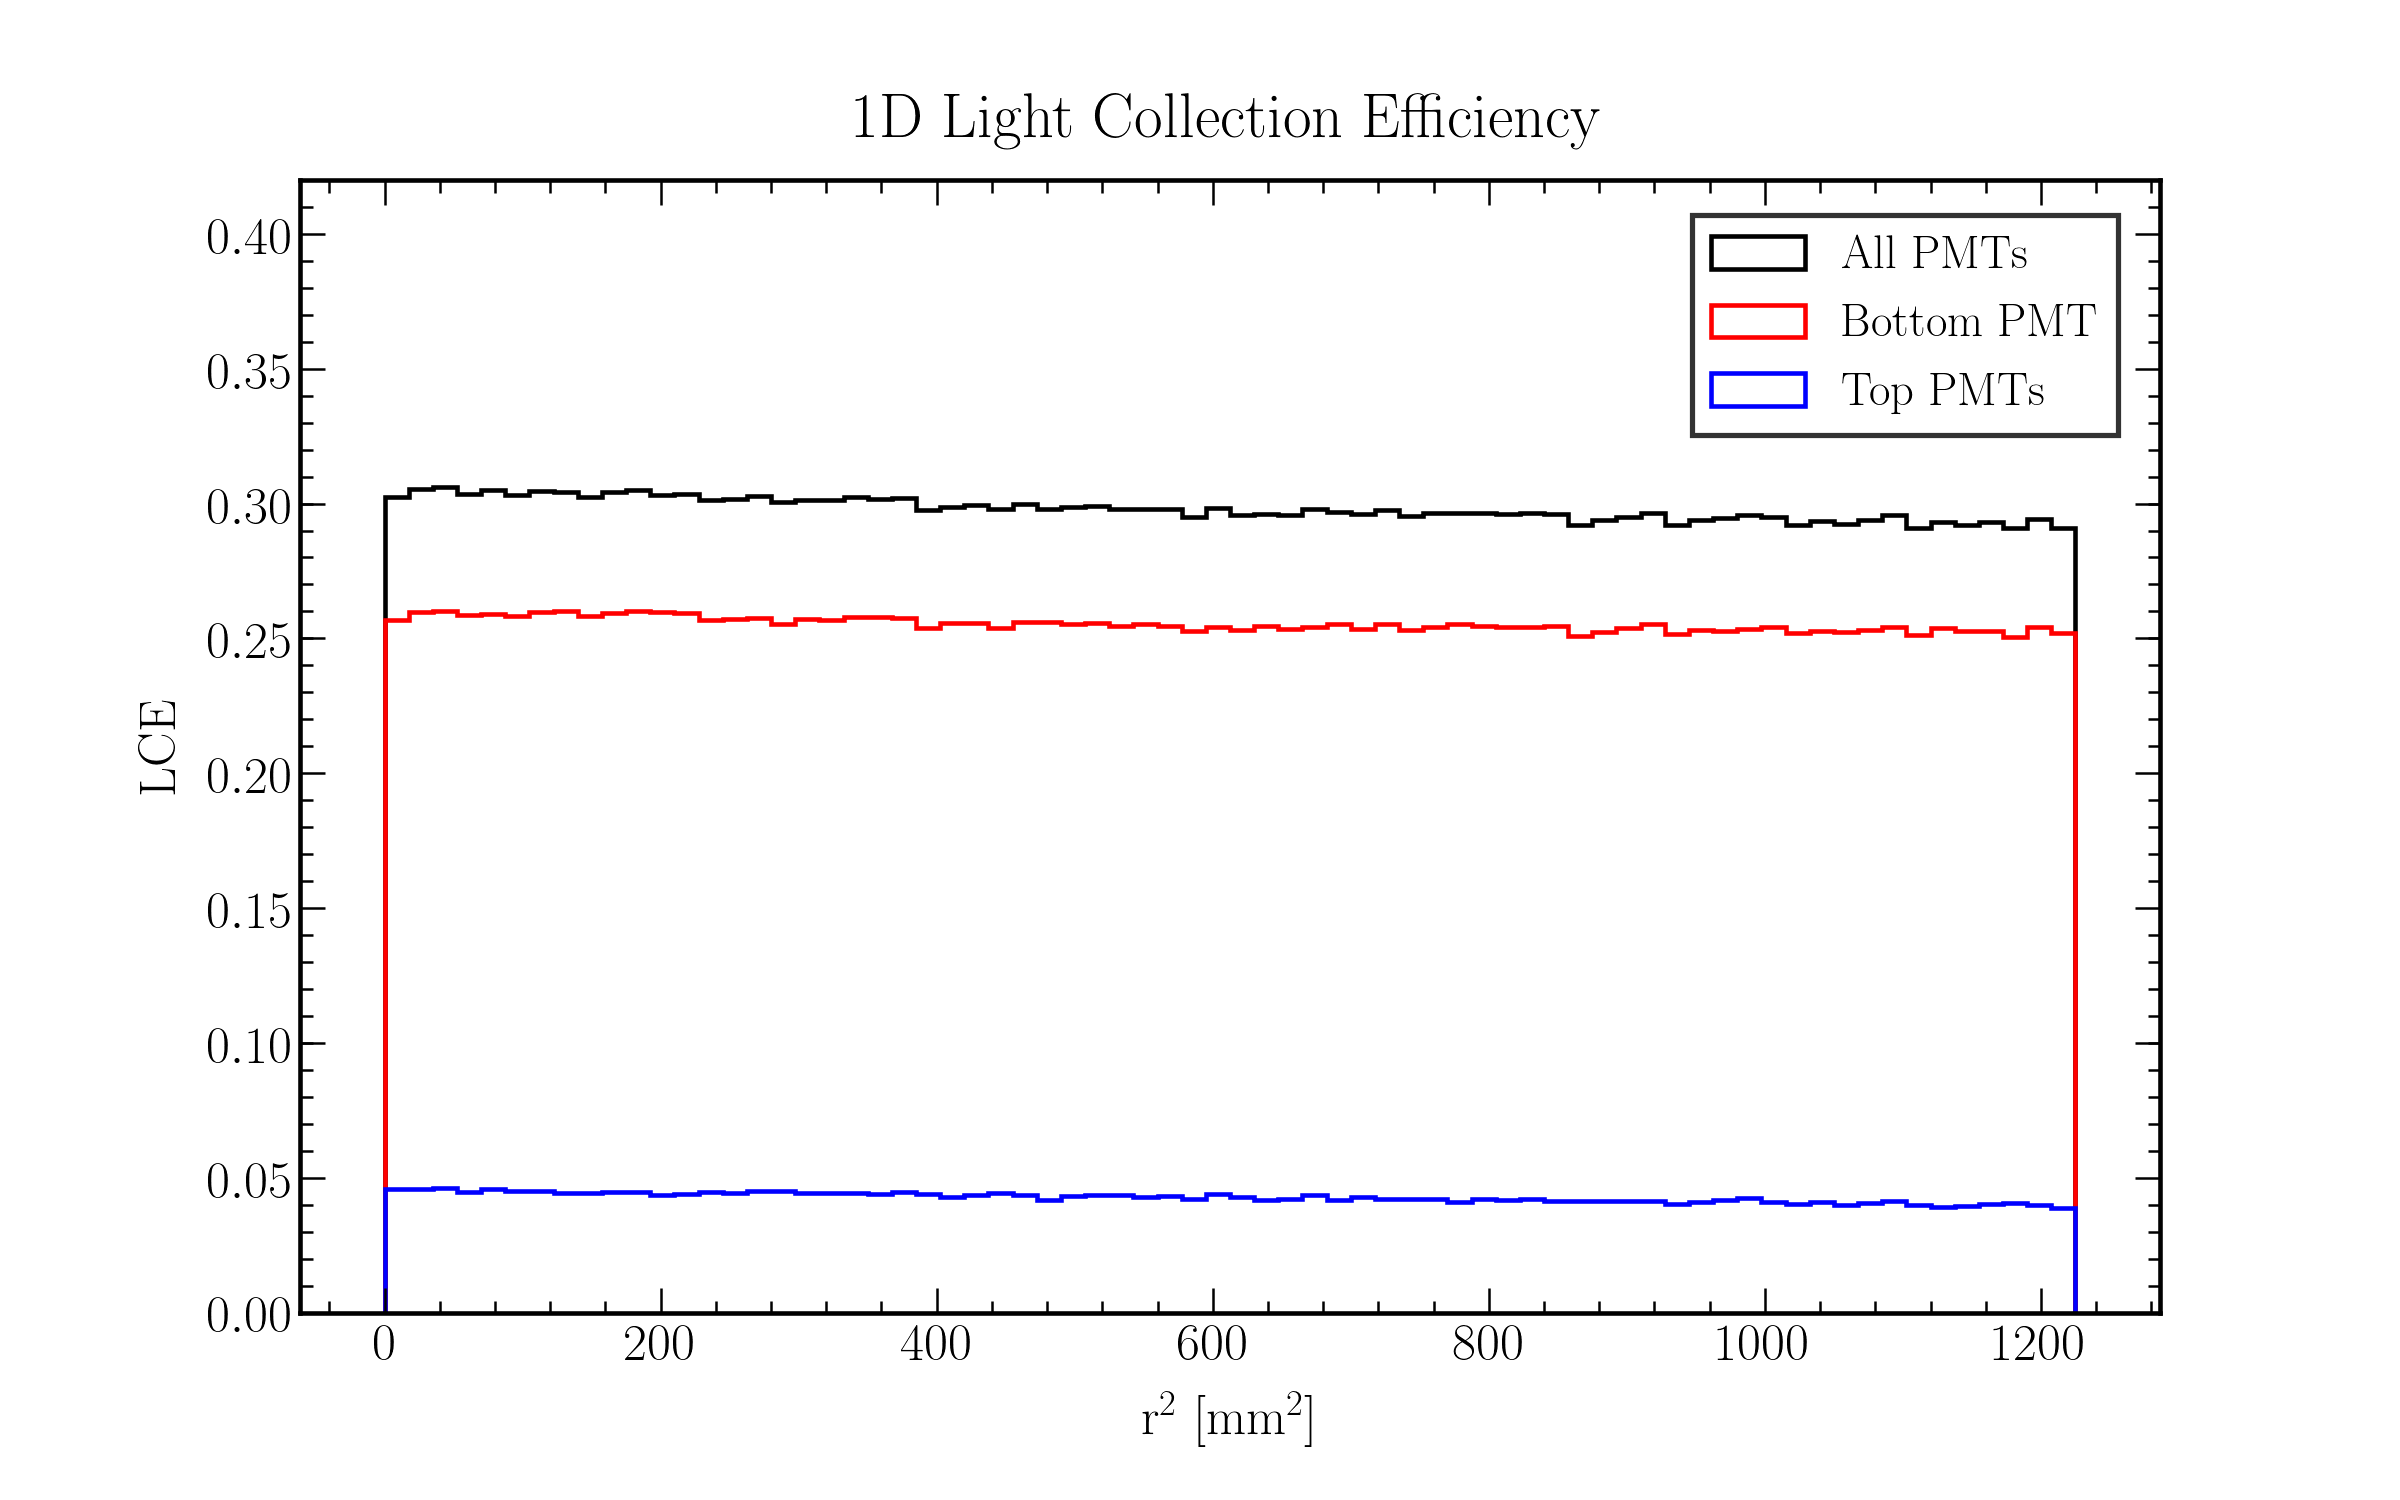 1D Light Collection Efficiency
All PMTs
Bottom PMT
Top PMTs
LCE
0.40
0.35
0.30
0.25
0.20
0.15
0.10
0.05
0.00
0 200 400 600 800 1000 1200
r² [mm²]